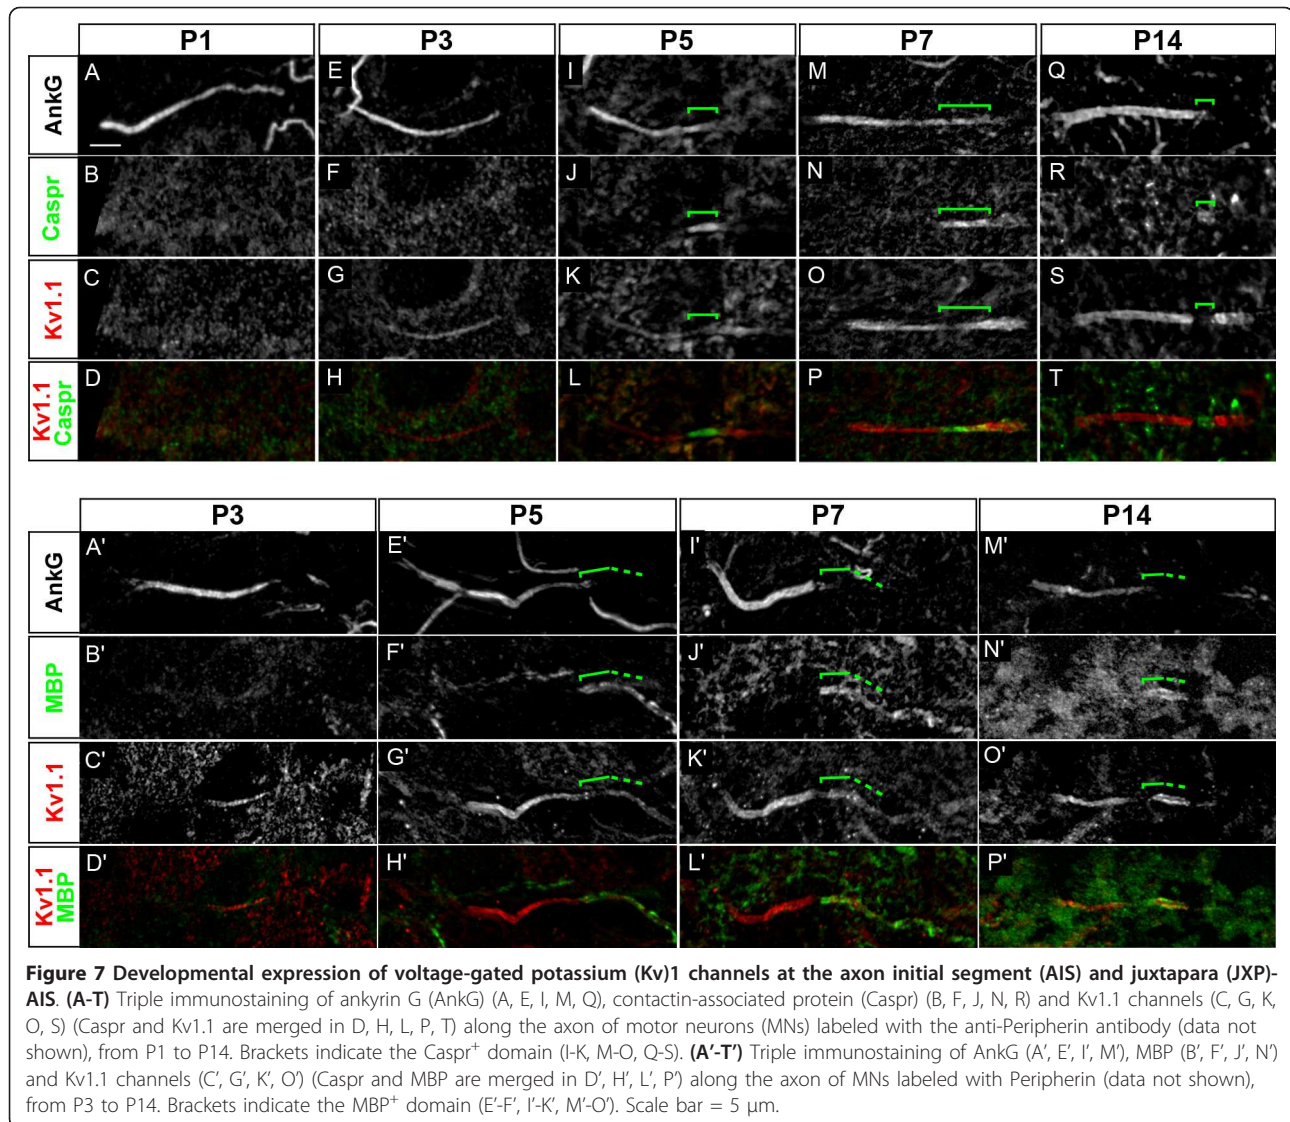 P1 P3 P5 P7 P14
AnkG A E I M Q
Caspr B F J N R
Kv1.1 C G K O S
Kv1.1 Caspr D H L P T
P3 P5 P7 P14
AnkG A' E' I' M'
MBP B' F' J' N'
Kv1.1 C' G' K' O'
Kv1.1 MBP D' H' L' P'
Figure 7 Developmental expression of voltage-gated potassium (Kv)1 channels at the axon initial segment (AIS) and juxtapara (JXP)-
AIS. (A-T) Triple immunostaining of ankyrin G (AnkG) (A, E, I, M, Q), contactin-associated protein (Caspr) (B, F, J, N, R) and Kv1.1 channels (C, G, K,
O, S) (Caspr and Kv1.1 are merged in D, H, L, P, T) along the axon of motor neurons (MNs) labeled with the anti-Peripherin antibody (data not
shown), from P1 to P14. Brackets indicate the Caspr⁺ domain (I-K, M-O, Q-S). (A′-T′) Triple immunostaining of AnkG (A′, E′, I′, M′), MBP (B′, F′, J′, N′)
and Kv1.1 channels (C′, G′, K′, O′) (Caspr and MBP are merged in D′, H′, L′, P′) along the axon of MNs labeled with Peripherin (data not shown),
from P3 to P14. Brackets indicate the MBP⁺ domain (E′-F′, I′-K′, M′-O′). Scale bar = 5 μm.